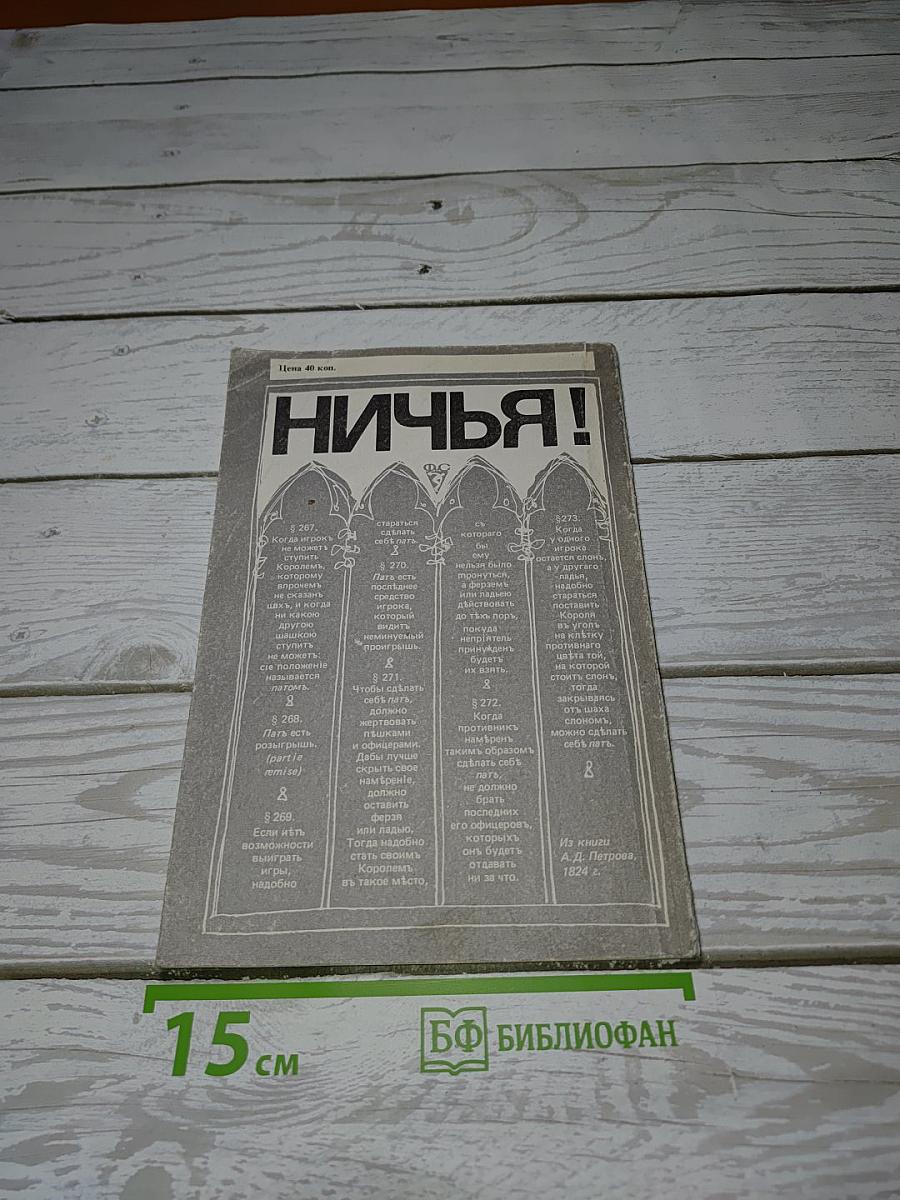 Цена 40 коп.
НИЧЬЯ!
ФС
§ 267.
Когда игрокъ
не можетъ
ступить
Королемъ,
которому
впрочемъ
не сказанъ
шахъ, и когда
ни какою
другою
шашкою
ступить
не можетъ:
сіе положеніе
называется
патомъ.
§ 268.
Патъ есть
розыгрышь.
(partie
remise)
§ 269.
Если нѣтъ
возможности
выиграть
игры,
надобно
стараться
сдѣлать
себѣ патъ.
§ 270.
Патъ есть
послѣднее
средство
игрока,
который
видитъ
неминуемый
проигрышь.
§ 271.
Чтобы сдѣлать
себѣ патъ,
должно
жертвовать
пѣшками
и офицерами.
Дабы лучше
скрыть свое
намѣреніе,
должно
оставить
ферзя
или ладью,
Тогда надобно
стать своимъ
Королемъ
въ такое мѣсто,
съ
котораго
бы
ему
нельзя было
тронуться,
а ферземъ
или ладьею
дѣйствовать
до тѣхъ поръ,
покуда
непріятель
принужденъ
будетъ
их взять.
§ 272.
Когда
противникъ
намѣренъ
такимъ образомъ
сдѣлать себѣ
патъ,
не должно
брать
последних
его офицеровъ,
которыхъ
онъ будетъ
отдавать
ни за что.
§273.
Когда
у одного
игрока
остается слонъ,
а у другаго
ладья,
надобно
стараться
поставить
Короля
въ уголъ
на клѣтку
противнаго
цвѣта той,
на которой
стоитъ слонъ,
тогда
закрываясь
отъ шаха
слономъ,
можно сдѣлать
себѣ патъ.
Из книги
А.Д. Петрова,
1824 г.
15 см
БФ БИБЛИОФАН